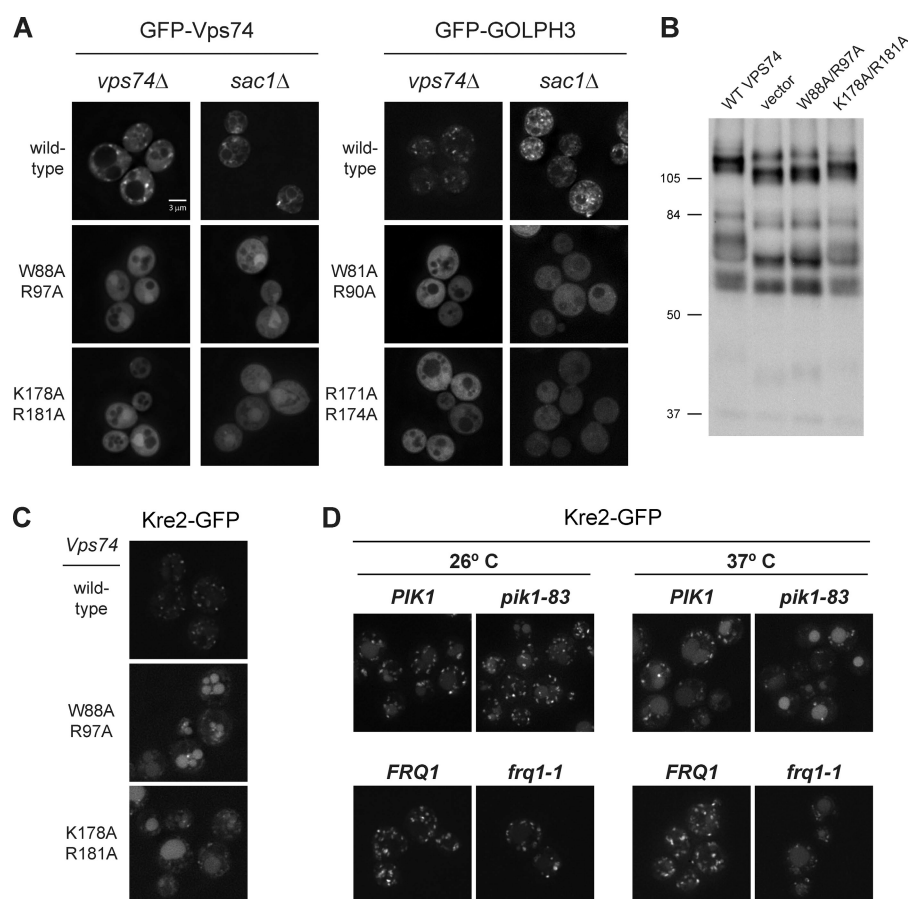 A
GFP-Vps74
GFP-GOLPH3
vps74Δ
sac1Δ
vps74Δ
sac1Δ
wild-
type
3 µm
wild-
type
W88A
R97A
W81A
R90A
K178A
R181A
R171A
R174A
B
WT VPS74
vector
W88A/R97A
K178A/R181A
105
84
50
37
C
Kre2-GFP
Vps74
wild-
type
W88A
R97A
K178A
R181A
D
Kre2-GFP
26º C
37º C
PIK1
pik1-83
PIK1
pik1-83
FRQ1
frq1-1
FRQ1
frq1-1